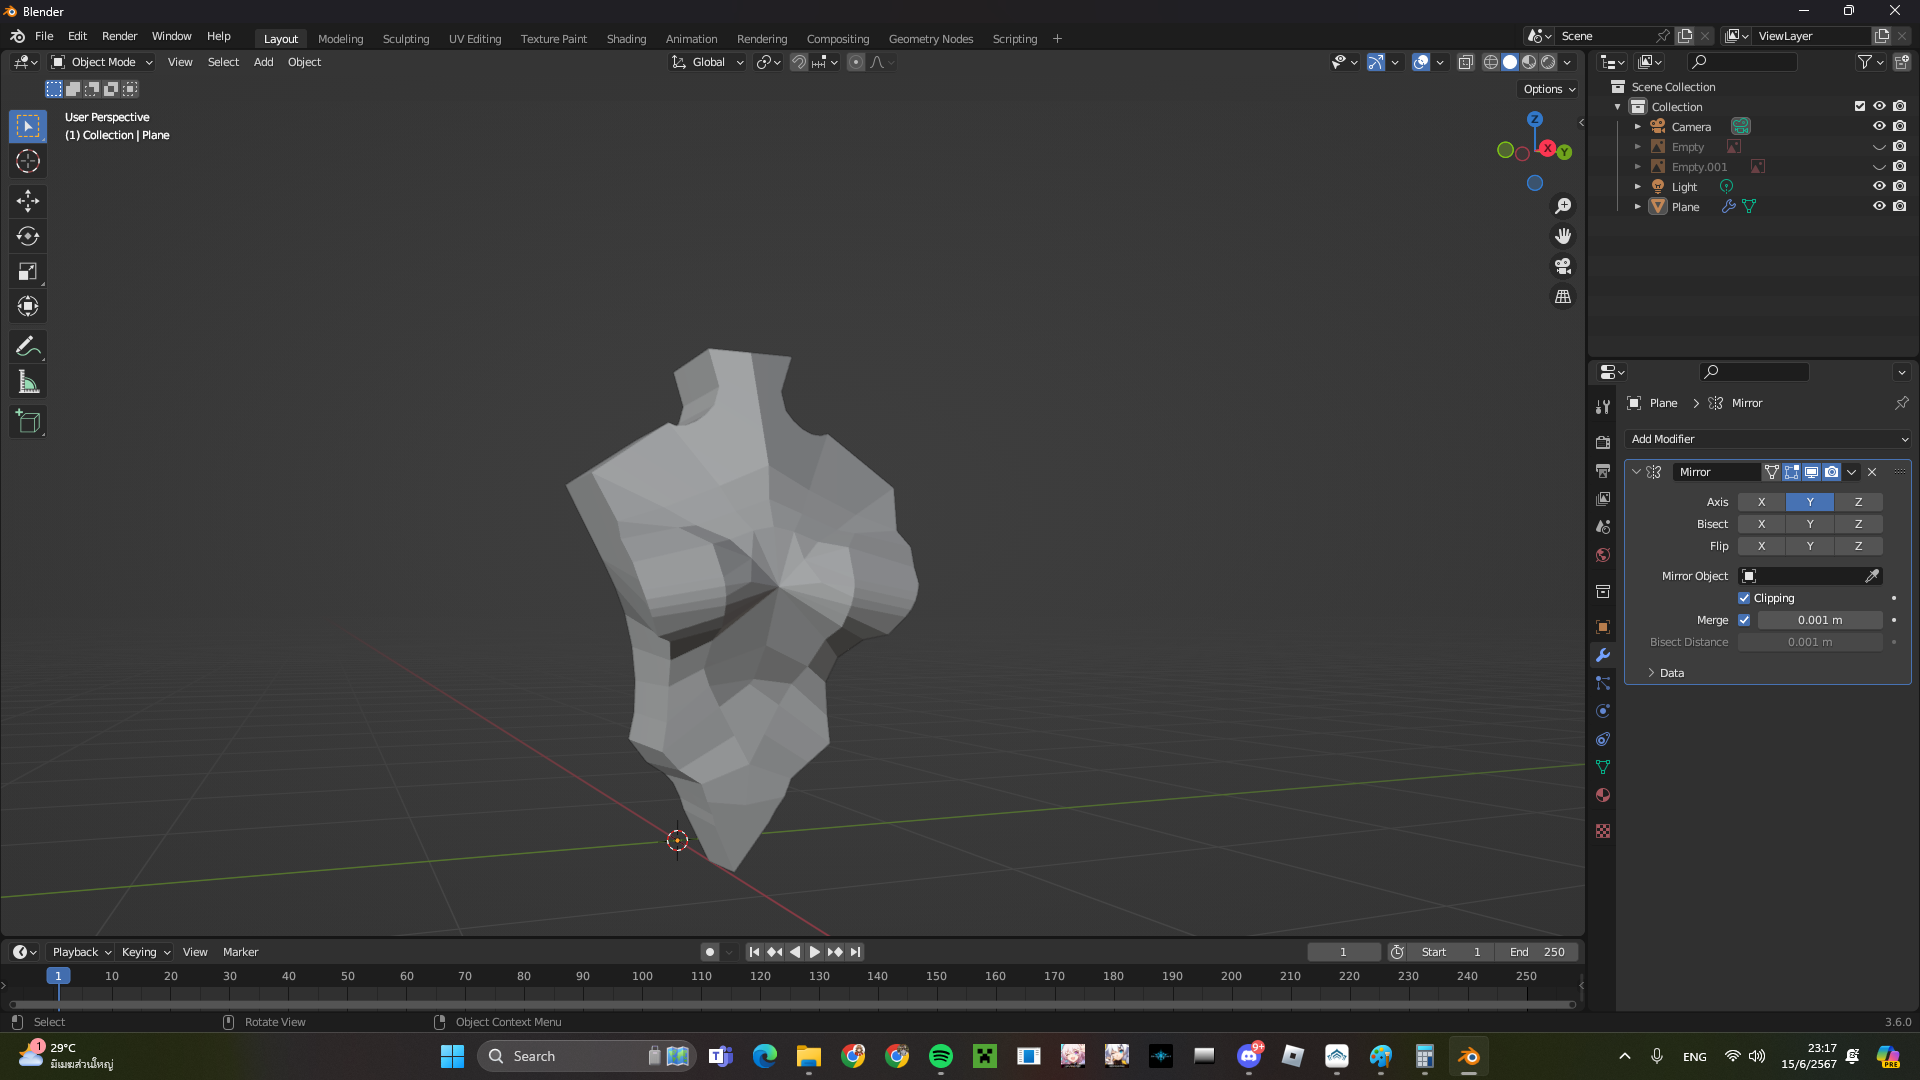 Blender
File Edit Render Window Help Layout Modeling Sculpting UV Editing Texture Paint Shading Animation Rendering Compositing Geometry Nodes Scripting + Scene ViewLayer
Object Mode View Select Add Object Global
Options
User Perspective
(1) Collection | Plane
Z
X
Y
Scene Collection
Collection
Camera
Empty
Empty.001
Light
Plane
Plane > Mirror
Add Modifier
Mirror
Axis X Y Z
Bisect X Y Z
Flip X Y Z
Mirror Object
Clipping
Merge 0.001 m
Bisect Distance 0.001 m
Data
Playback Keying View Marker 1 Start 1 End 250
1 10 20 30 40 50 60 70 80 90 100 110 120 130 140 150 160 170 180 190 200 210 220 230 240 250
Select Rotate View Object Context Menu 3.6.0
1 29°C
มีเมฆส่วนใหญ่
Search
9+
ENG
23:17
15/6/2567
PRE